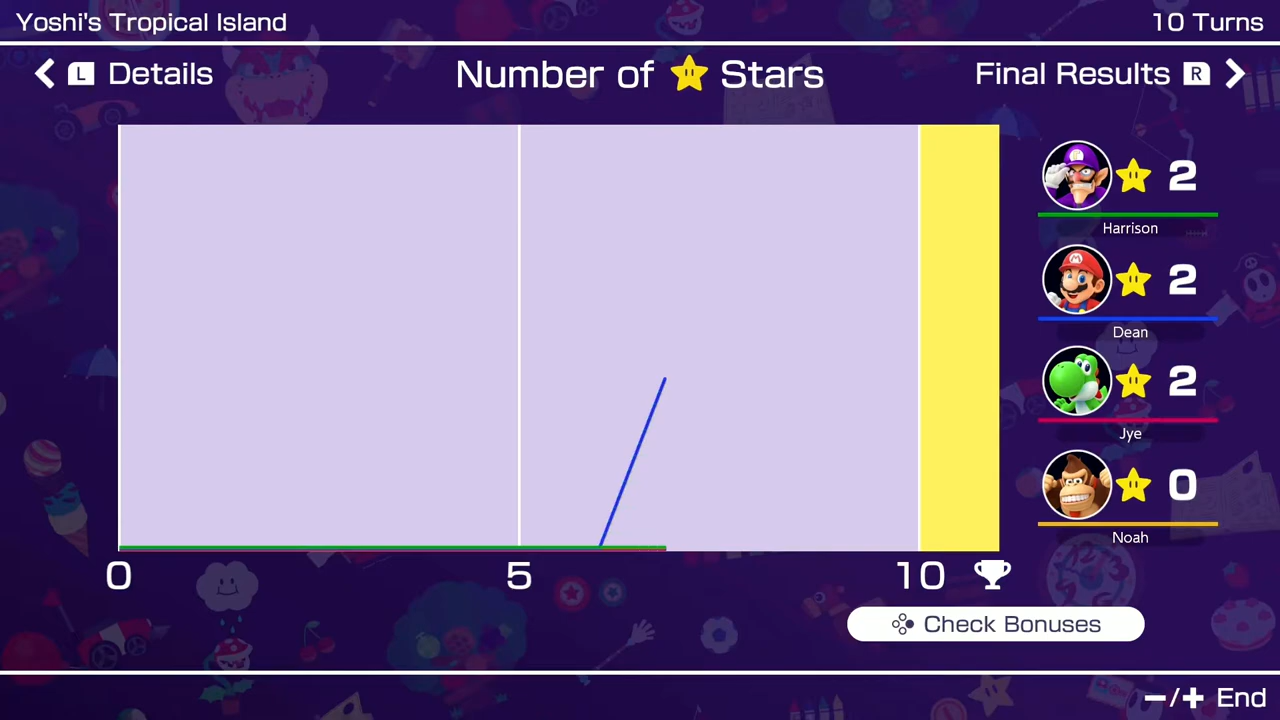 Yoshi's Tropical Island
10 Turns
L Details
Number of Stars
Final Results R
2
Harrison
2
Dean
2
Jye
0
Noah
0 5 10
Check Bonuses
−/+ End